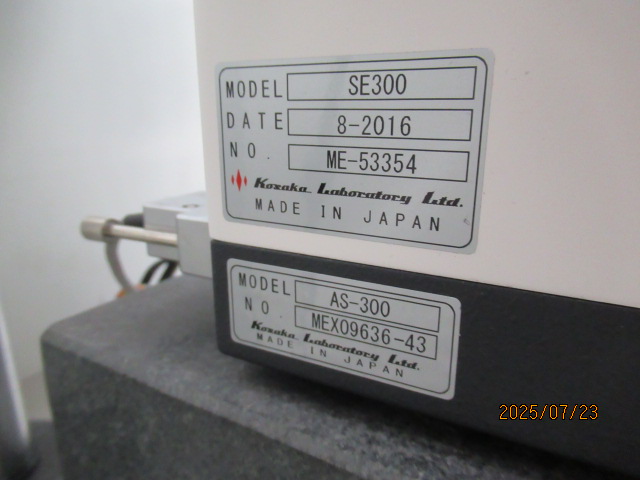 MODEL SE300
DATE 8-2016
NO. ME-53354
Kosaka Laboratory Ltd.
MADE IN JAPAN
MODEL AS-300
NO. MEX09636-43
Kosaka Laboratory Ltd.
MADE IN JAPAN
2025/07/23